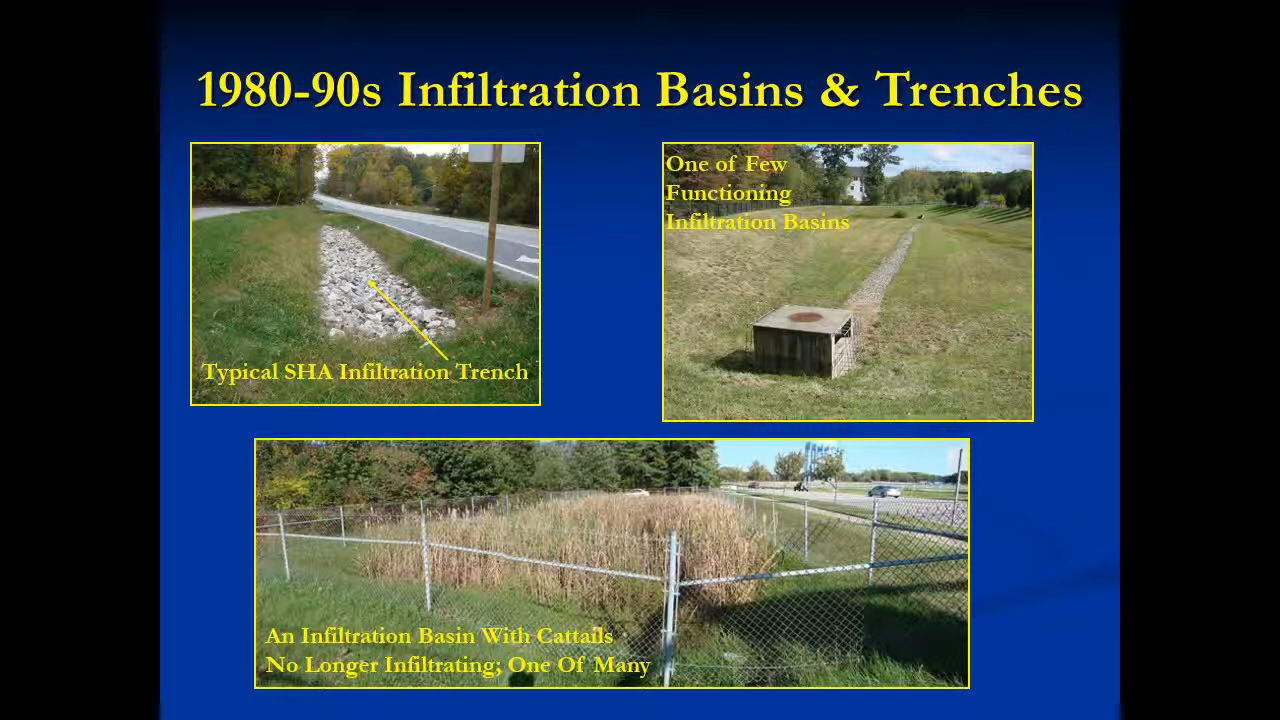 1980-90s Infiltration Basins & Trenches
One of Few
Functioning
Infiltration Basins
Typical SHA Infiltration Trench
An Infiltration Basin With Cattails
No Longer Infiltrating; One Of Many